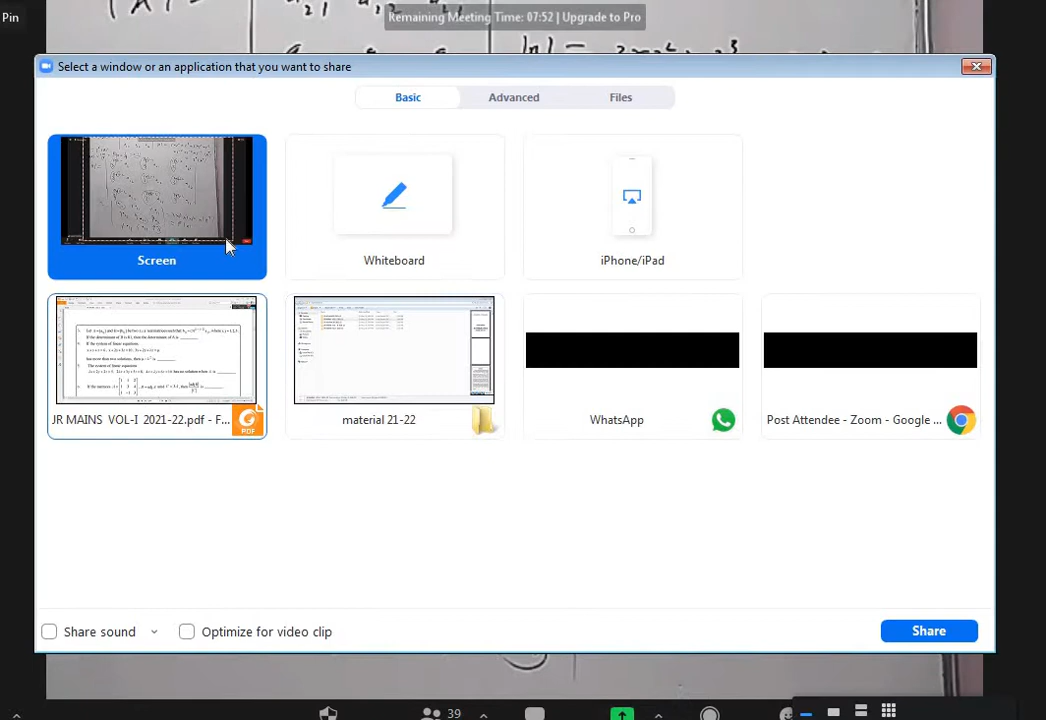 Pin
Remaining Meeting Time: 07:52 | Upgrade to Pro
Select a window or an application that you want to share
Basic
Advanced
Files
Screen
Whiteboard
iPhone/iPad
JR MAINS VOL-I 2021-22.pdf - F...
PDF
material 21-22
WhatsApp
Post Attendee - Zoom - Google ...
Share sound
Optimize for video clip
Share
39